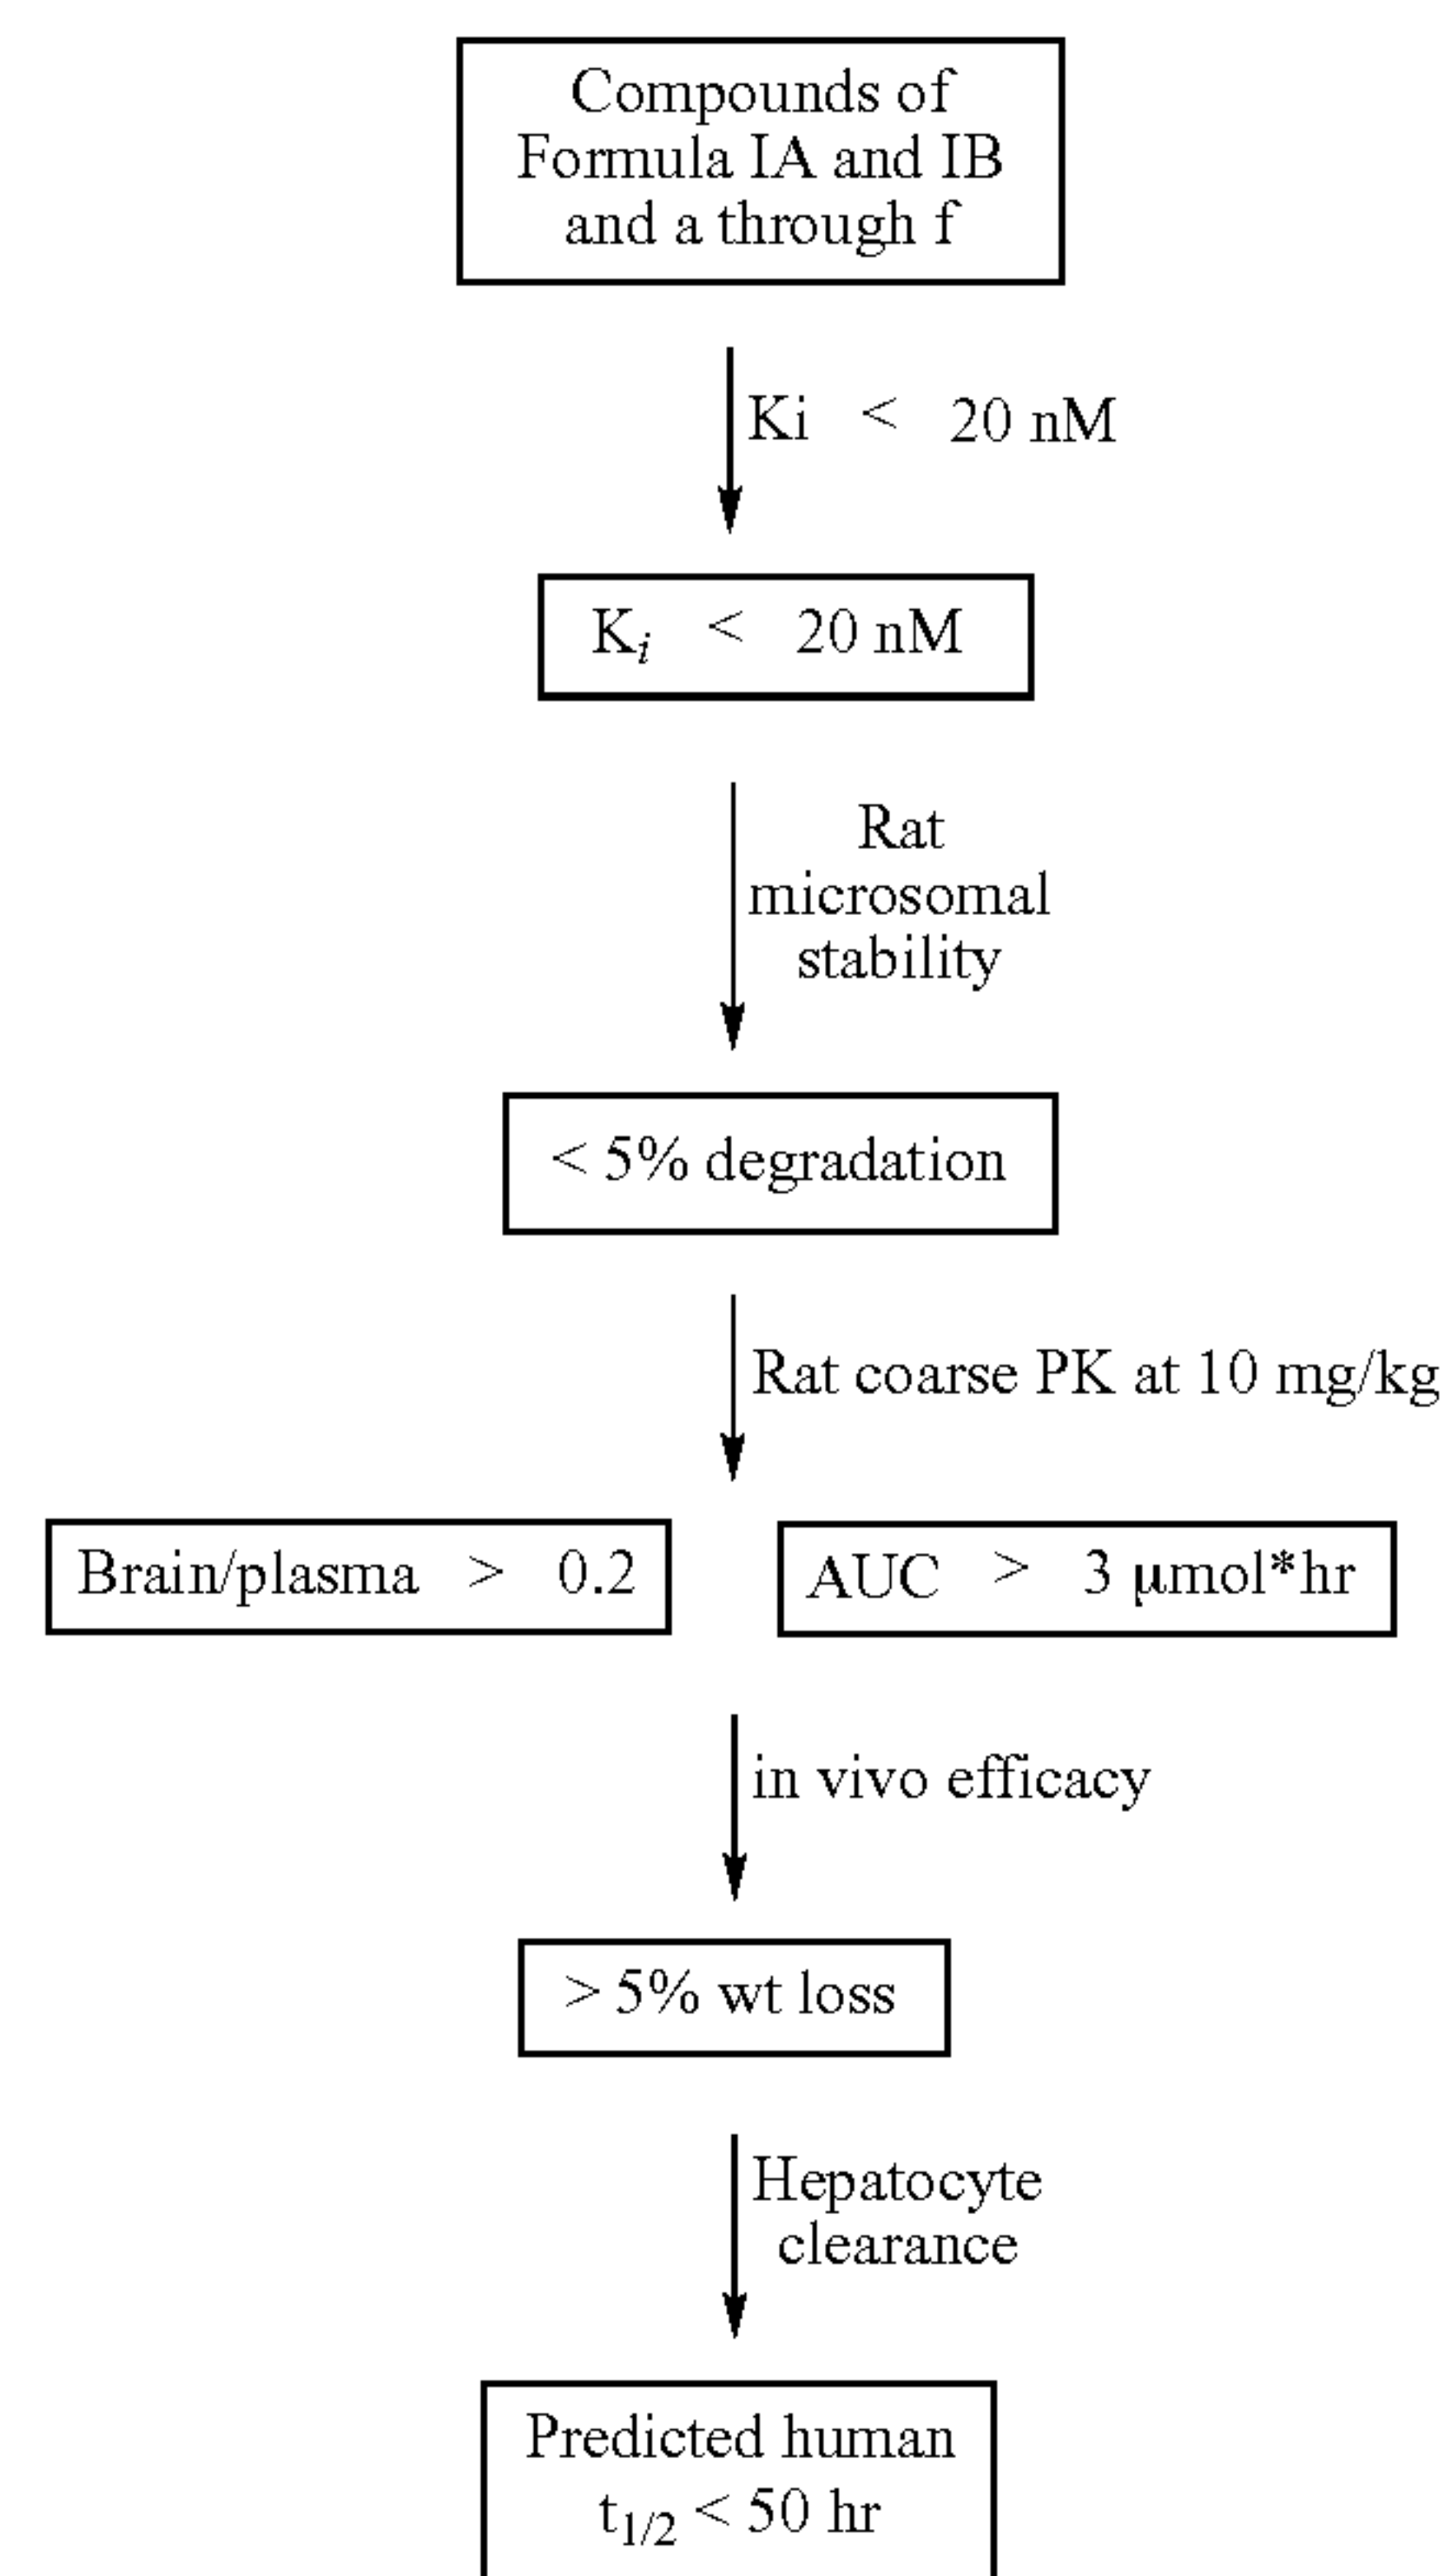 Compounds of
Formula IA and IB
and a through f
Ki < 20 nM
Ki < 20 nM
Rat
microsomal
stability
< 5% degradation
Rat coarse PK at 10 mg/kg
Brain/plasma > 0.2
AUC > 3 μmol*hr
in vivo efficacy
> 5% wt loss
Hepatocyte
clearance
Predicted human
t1/2 < 50 hr